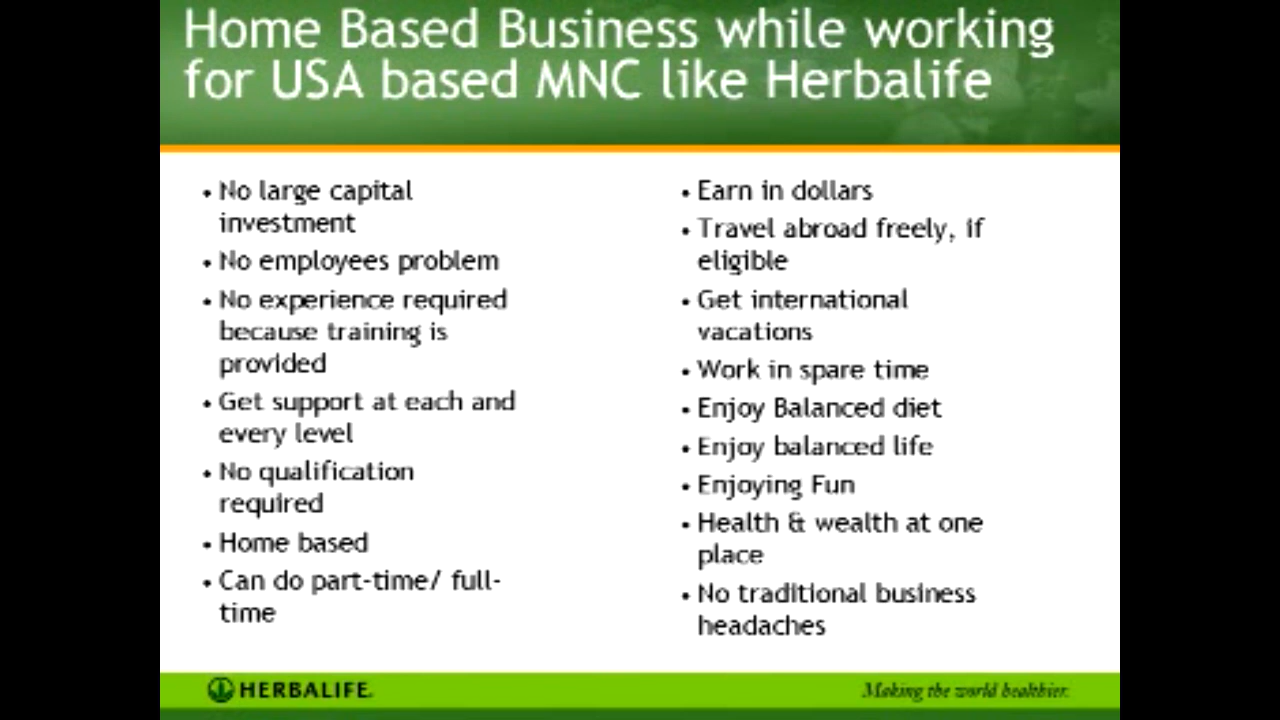 Home Based Business while working
for USA based MNC like Herbalife
• No large capital
investment
• No employees problem
• No experience required
because training is
provided
• Get support at each and
every level
• No qualification
required
• Home based
• Can do part-time/ full-
time
• Earn in dollars
• Travel abroad freely, if
eligible
• Get international
vacations
• Work in spare time
• Enjoy Balanced diet
• Enjoy balanced life
• Enjoying Fun
• Health & wealth at one
place
• No traditional business
headaches
HERBALIFE.
Making the world healthier.